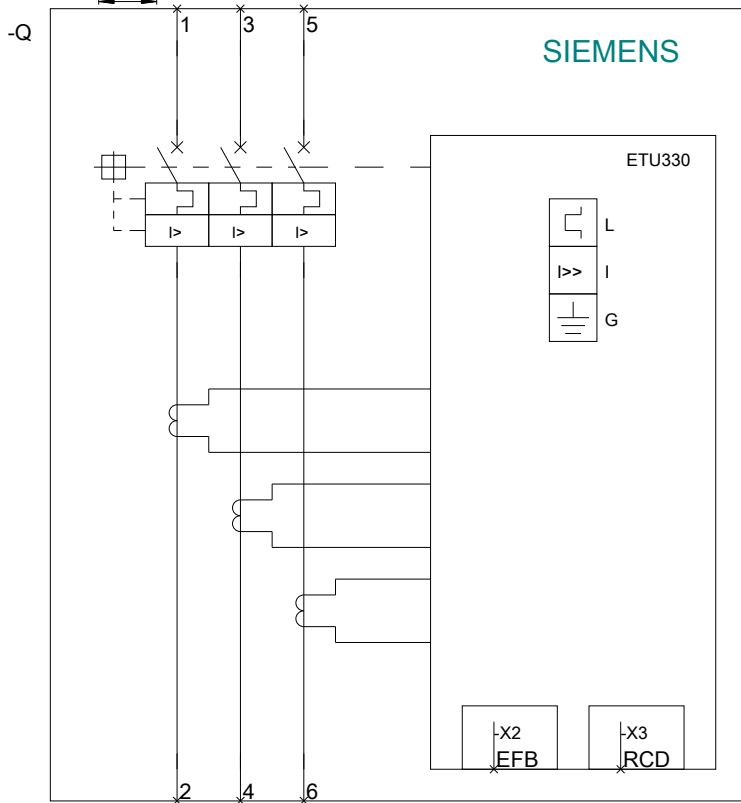 -Q
1 3 5
SIEMENS
ETU330
L
I> I> I>
I>> I
G
-X2
EFB
-X3
RCD
2 4 6